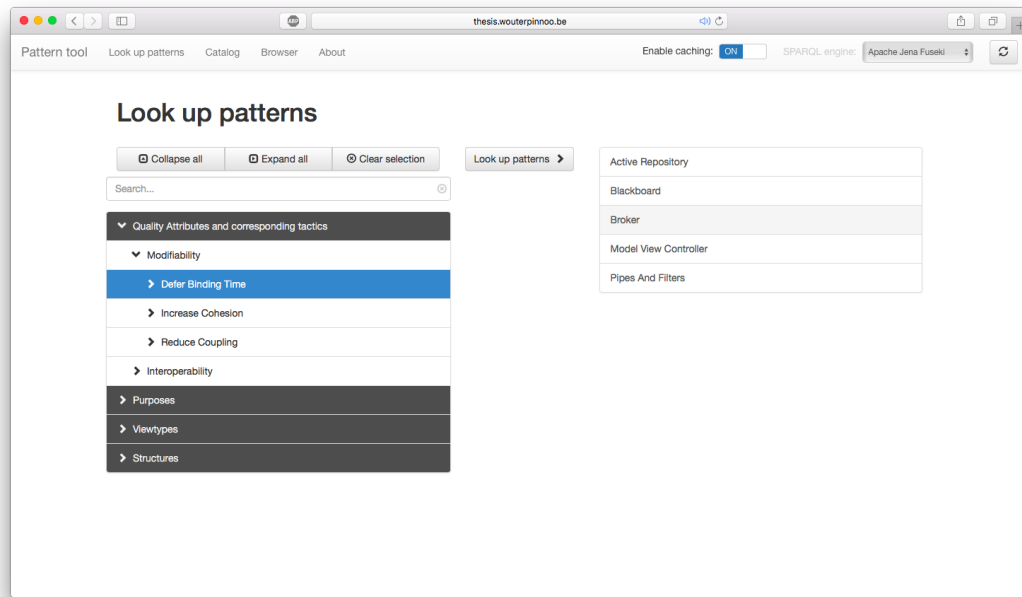 thesis.wouterpinnoo.be
ABP
Pattern tool Look up patterns Catalog Browser About Enable caching: ON SPARQL engine: Apache Jena Fuseki
Look up patterns
Collapse all Expand all Clear selection Look up patterns
Search...
Quality Attributes and corresponding tactics
Modifiability
Defer Binding Time
Increase Cohesion
Reduce Coupling
Interoperability
Purposes
Viewtypes
Structures
Active Repository
Blackboard
Broker
Model View Controller
Pipes And Filters